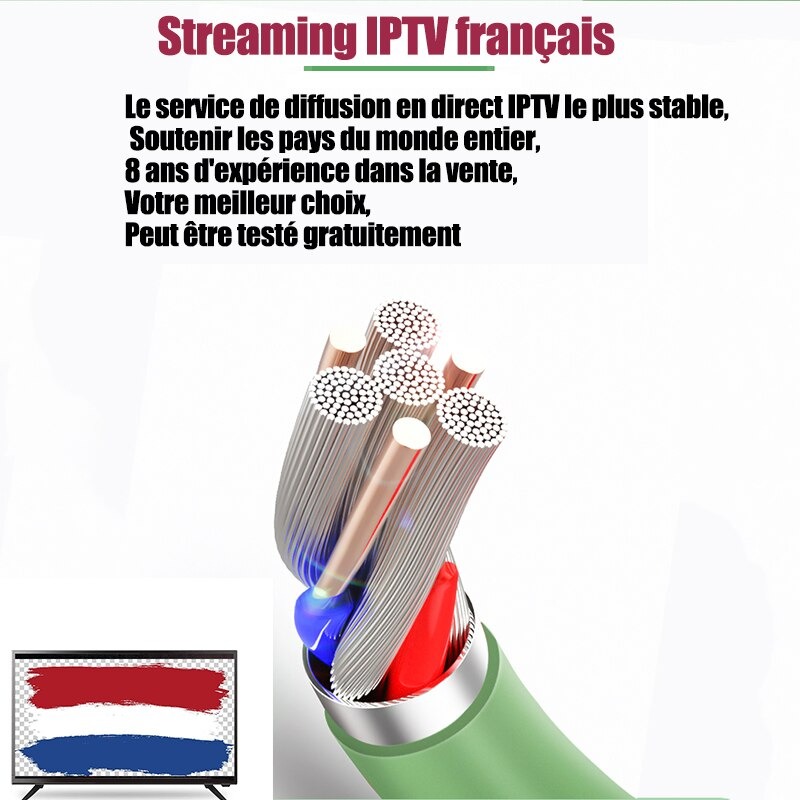 Streaming IPTV français
Le service de diffusion en direct IPTV le plus stable,
Soutenir les pays du monde entier,
8 ans d'expérience dans la vente,
Votre meilleur choix,
Peut être testé gratuitement